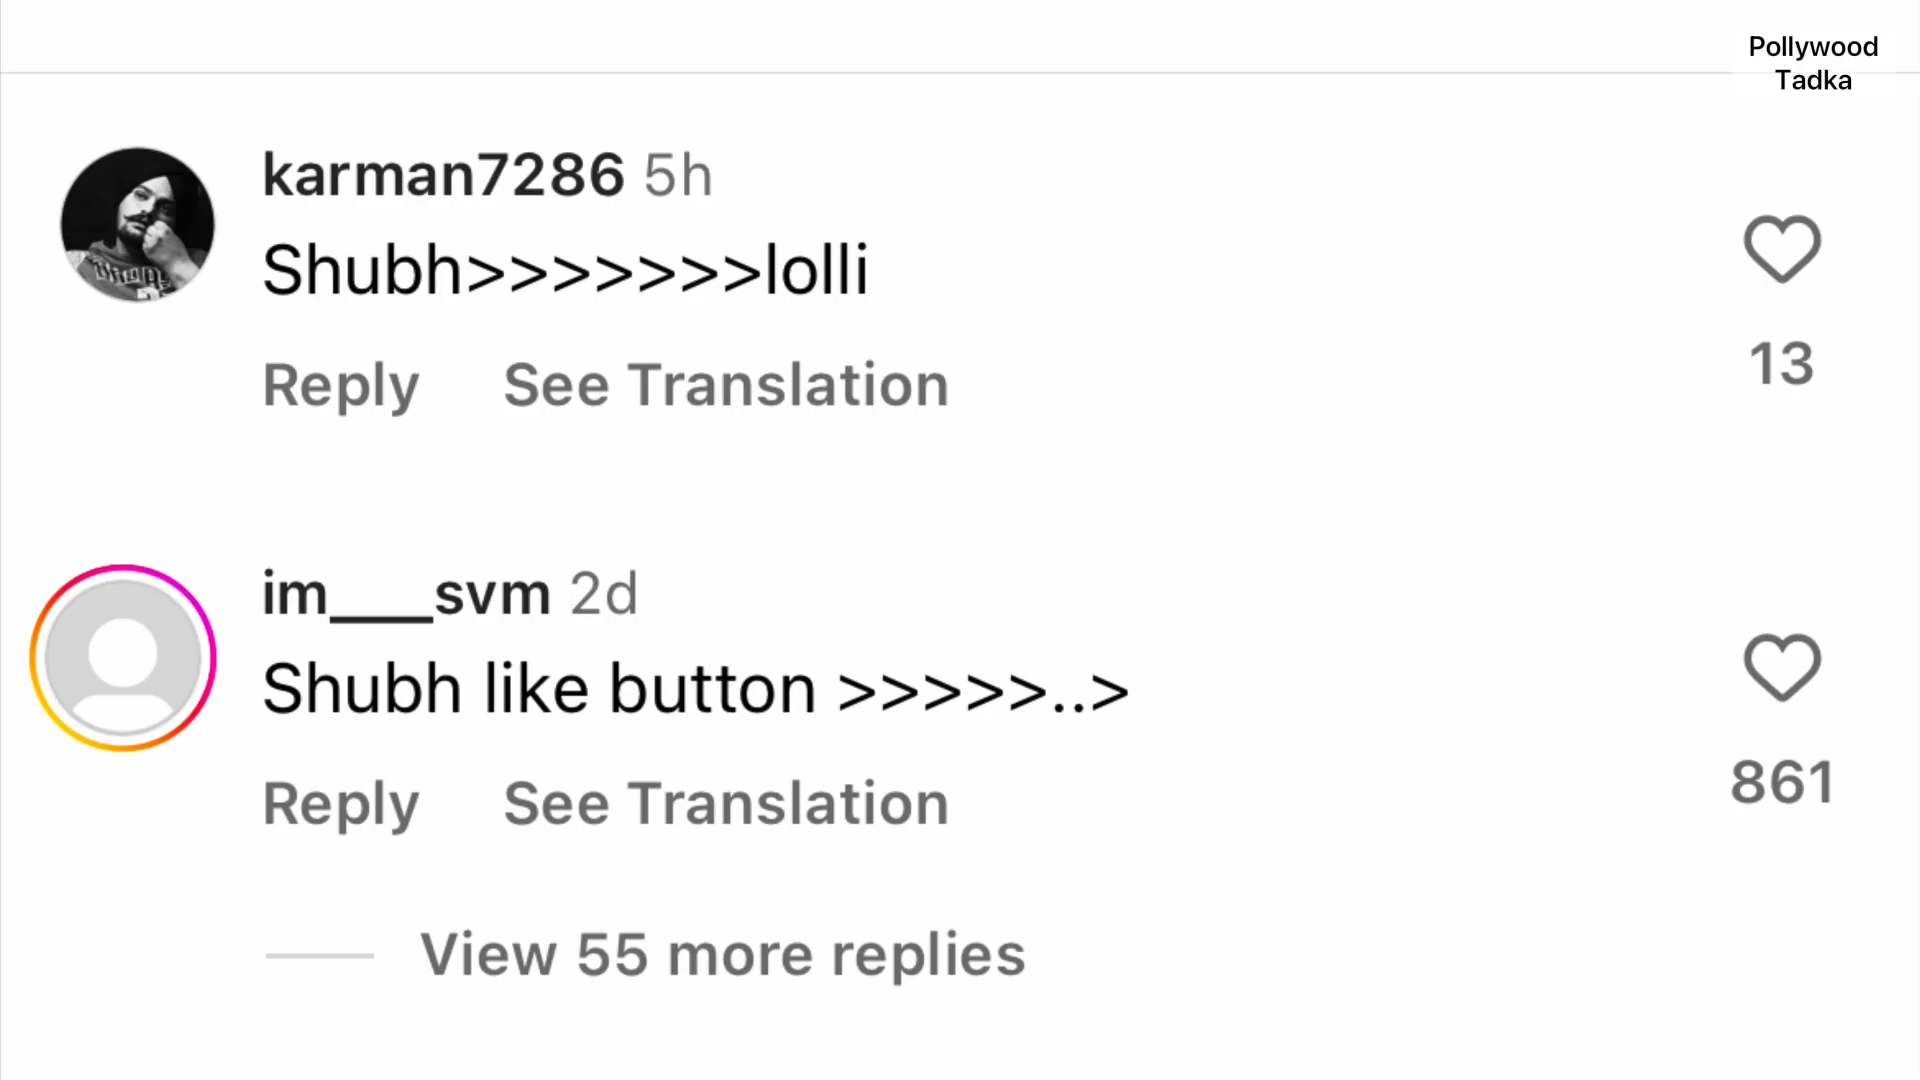 Pollywood
Tadka
karman7286 5h
Shubh>>>>>>>lolli
13
Reply See Translation
im____svm 2d
Shubh like button >>>>>..>
861
Reply See Translation
View 55 more replies